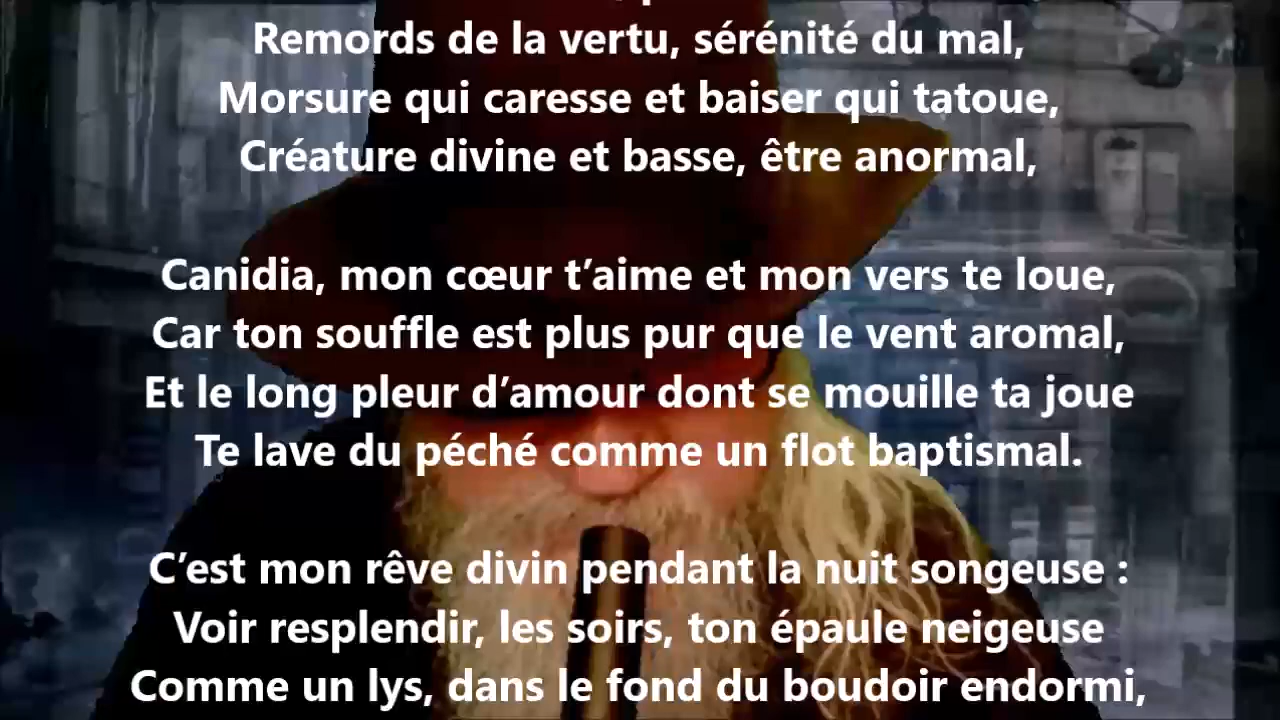 Remords de la vertu, sérénité du mal,
Morsure qui caresse et baiser qui tatoue,
Créature divine et basse, être anormal,
Canidia, mon cœur t’aime et mon vers te loue,
Car ton souffle est plus pur que le vent aromal,
Et le long pleur d’amour dont se mouille ta joue
Te lave du péché comme un flot baptismal.
C’est mon rêve divin pendant la nuit songeuse :
Voir resplendir, les soirs, ton épaule neigeuse
Comme un lys, dans le fond du boudoir endormi,